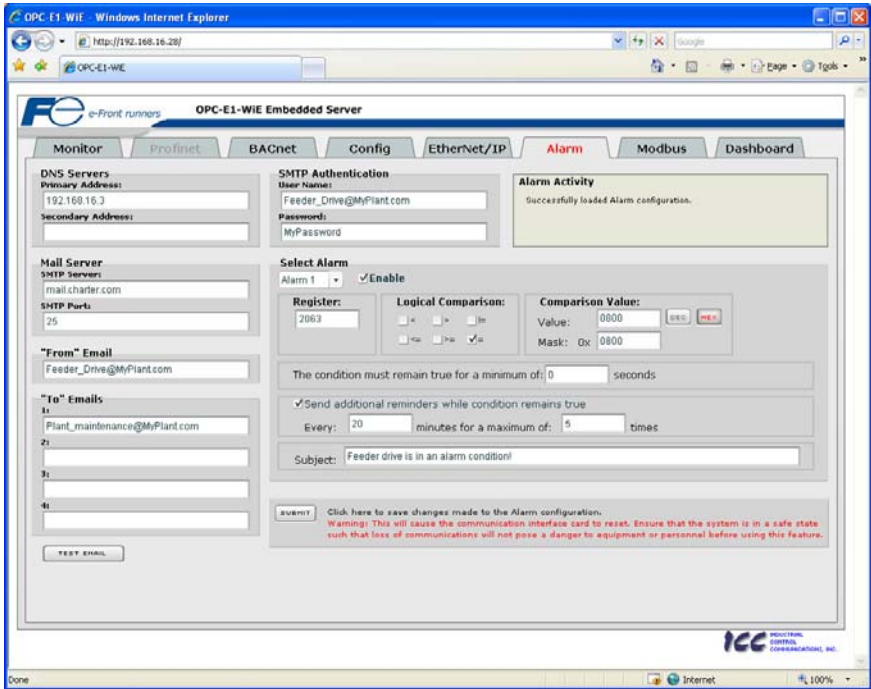 OPC-E1-WiE - Windows Internet Explorer
http://192.168.16.28/
Google
OPC-E1-WiE
Page
Tools
Fe e-Front runners
OPC-E1-WiE Embedded Server
Monitor
Profinet
BACnet
Config
EtherNet/IP
Alarm
Modbus
Dashboard
DNS Servers
Primary Address:
192.168.16.3
Secondary Address:
SMTP Authentication
User Name:
Feeder_Drive@MyPlant.com
Password:
MyPassword
Alarm Activity
Successfully loaded Alarm configuration.
Mail Server
SMTP Server:
mail.charter.com
SMTP Port:
25
"From" Email
Feeder_Drive@MyPlant.com
"To" Emails
1:
Plant_maintenance@MyPlant.com
2:
3:
4:
TEST EMAIL
Select Alarm
Alarm 1
Enable
Register:
2063
Logical Comparison:
< > !=
<= >= =
Comparison Value:
Value: 0800 DEC HEX
Mask: 0x 0800
The condition must remain true for a minimum of: 0 seconds
Send additional reminders while condition remains true
Every: 20 minutes for a maximum of: 5 times
Subject: Feeder drive is in an alarm condition!
SUBMIT
Click here to save changes made to the Alarm configuration.
Warning: This will cause the communication interface card to reset. Ensure that the system is in a safe state
such that loss of communications will not pose a danger to equipment or personnel before using this feature.
ICC INDUSTRIAL
CONTROL
COMMUNICATIONS, INC.
Done
Internet
100%